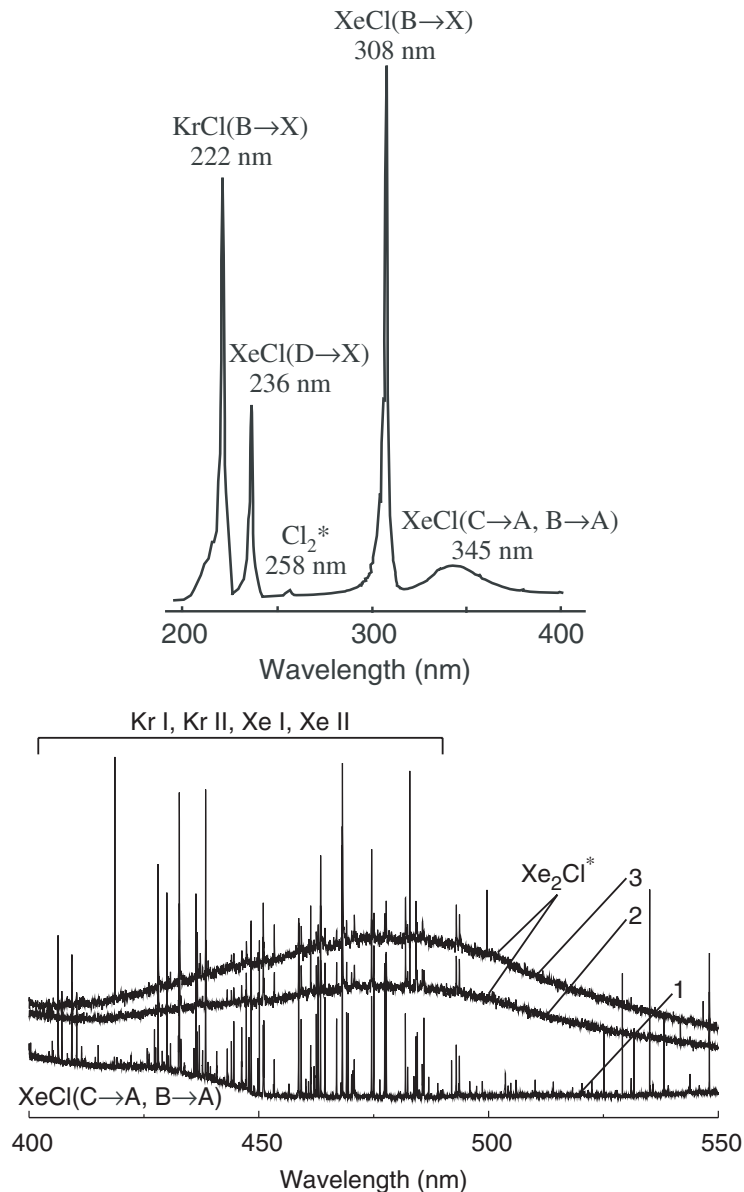 XeCl(B→X)
308 nm
KrCl(B→X)
222 nm
XeCl(D→X)
236 nm
Cl₂*
258 nm
XeCl(C→A, B→A)
345 nm
200 300 400
Wavelength (nm)
Kr I, Kr II, Xe I, Xe II
Xe₂Cl*
3
2
1
XeCl(C→A, B→A)
400 450 500 550
Wavelength (nm)